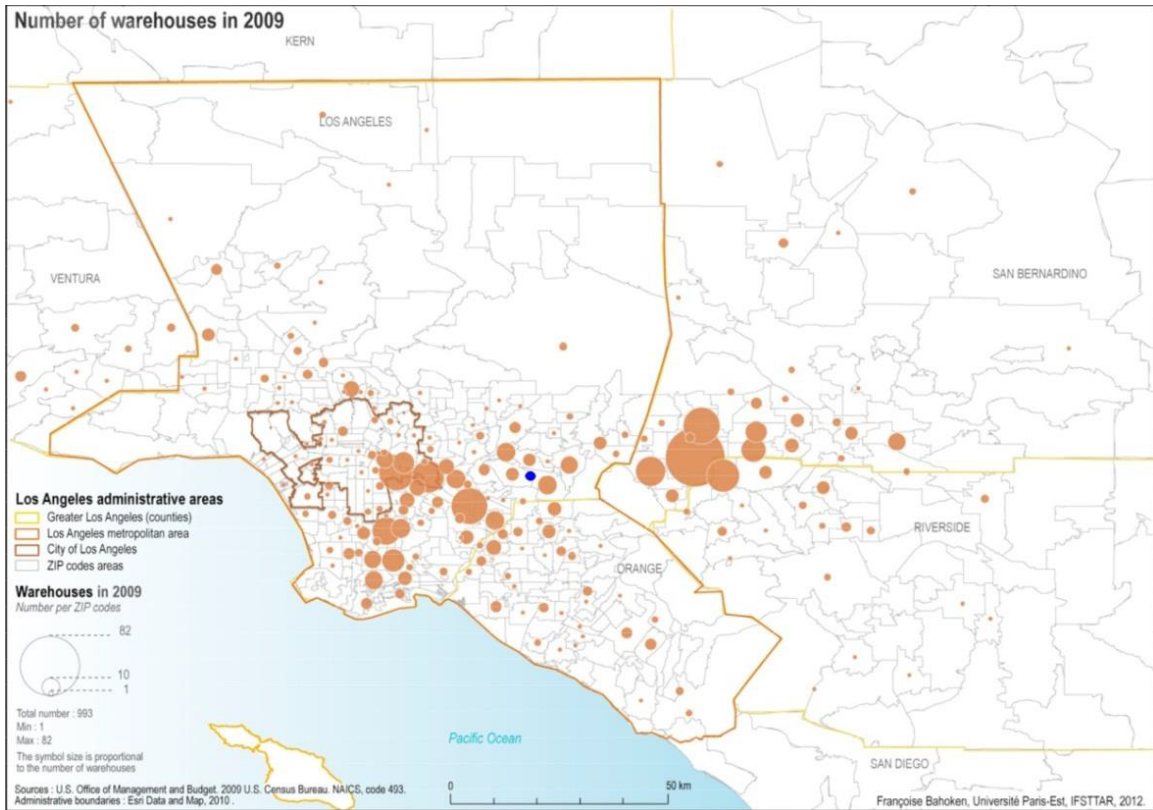 Number of warehouses in 2009
KERN
LOS ANGELES
VENTURA
SAN BERNARDINO
RIVERSIDE
ORANGE
SAN DIEGO
Pacific Ocean
Los Angeles administrative areas
Greater Los Angeles (counties)
Los Angeles metropolitan area
City of Los Angeles
ZIP codes areas
Warehouses in 2009
Number per ZIP codes
82
10
1
Total number : 993
Min : 1
Max : 82
The symbol size is proportional
to the number of warehouses
0 50 km
Sources : U.S. Office of Management and Budget. 2009 U.S. Census Bureau. NAICS, code 493.
Administrative boundaries : Esri Data and Map, 2010 .
Françoise Bahoken, Université Paris-Est, IFSTTAR, 2012.